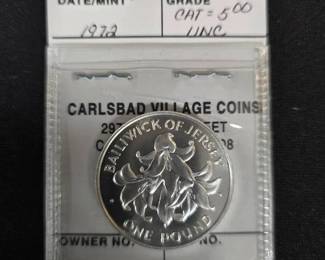 DATE/MINT GRADE
CAT = 5.00
1972 UNC
CARLSBAD VILLAGE COINS
BAILIWICK OF JERSEY
ONE POUND
OWNER NO.
NO.